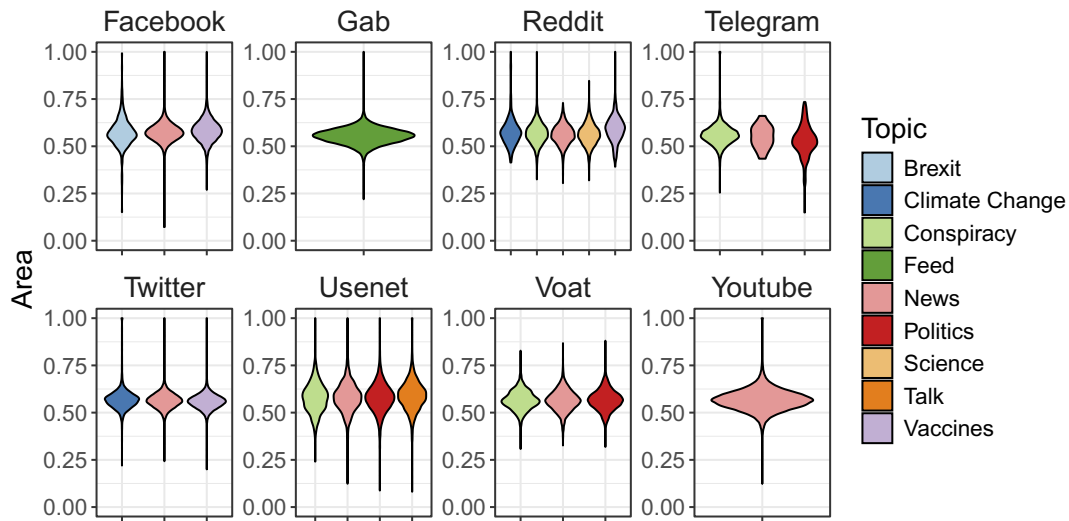 Facebook Gab Reddit Telegram
1.00 1.00 1.00 1.00
0.75 0.75 0.75 0.75
0.50 0.50 0.50 0.50
0.25 0.25 0.25 0.25
0.00 0.00 0.00 0.00
Area
Twitter Usenet Voat Youtube
1.00 1.00 1.00 1.00
0.75 0.75 0.75 0.75
0.50 0.50 0.50 0.50
0.25 0.25 0.25 0.25
0.00 0.00 0.00 0.00
Topic
Brexit
Climate Change
Conspiracy
Feed
News
Politics
Science
Talk
Vaccines